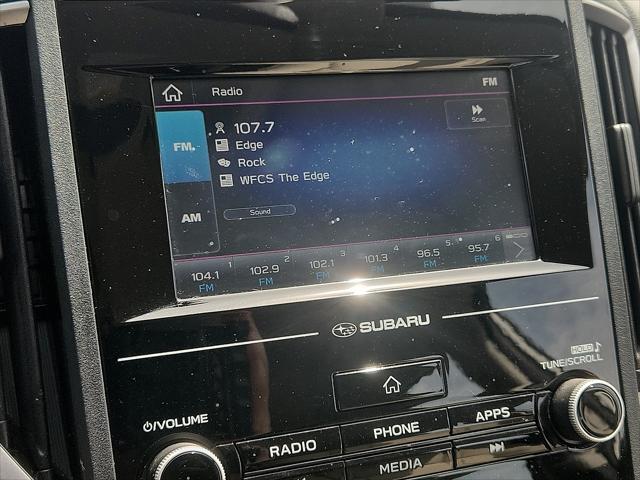 Radio FM
FM. 107.7 Scan
Edge
Rock
WFCS The Edge
AM Sound
1 2 3 4 5 6
104.1 102.9 102.1 101.3 96.5 95.7
FM FM FM FM FM FM
SUBARU
HOLD
TUNE/SCROLL
VOLUME
RADIO PHONE APPS
MEDIA